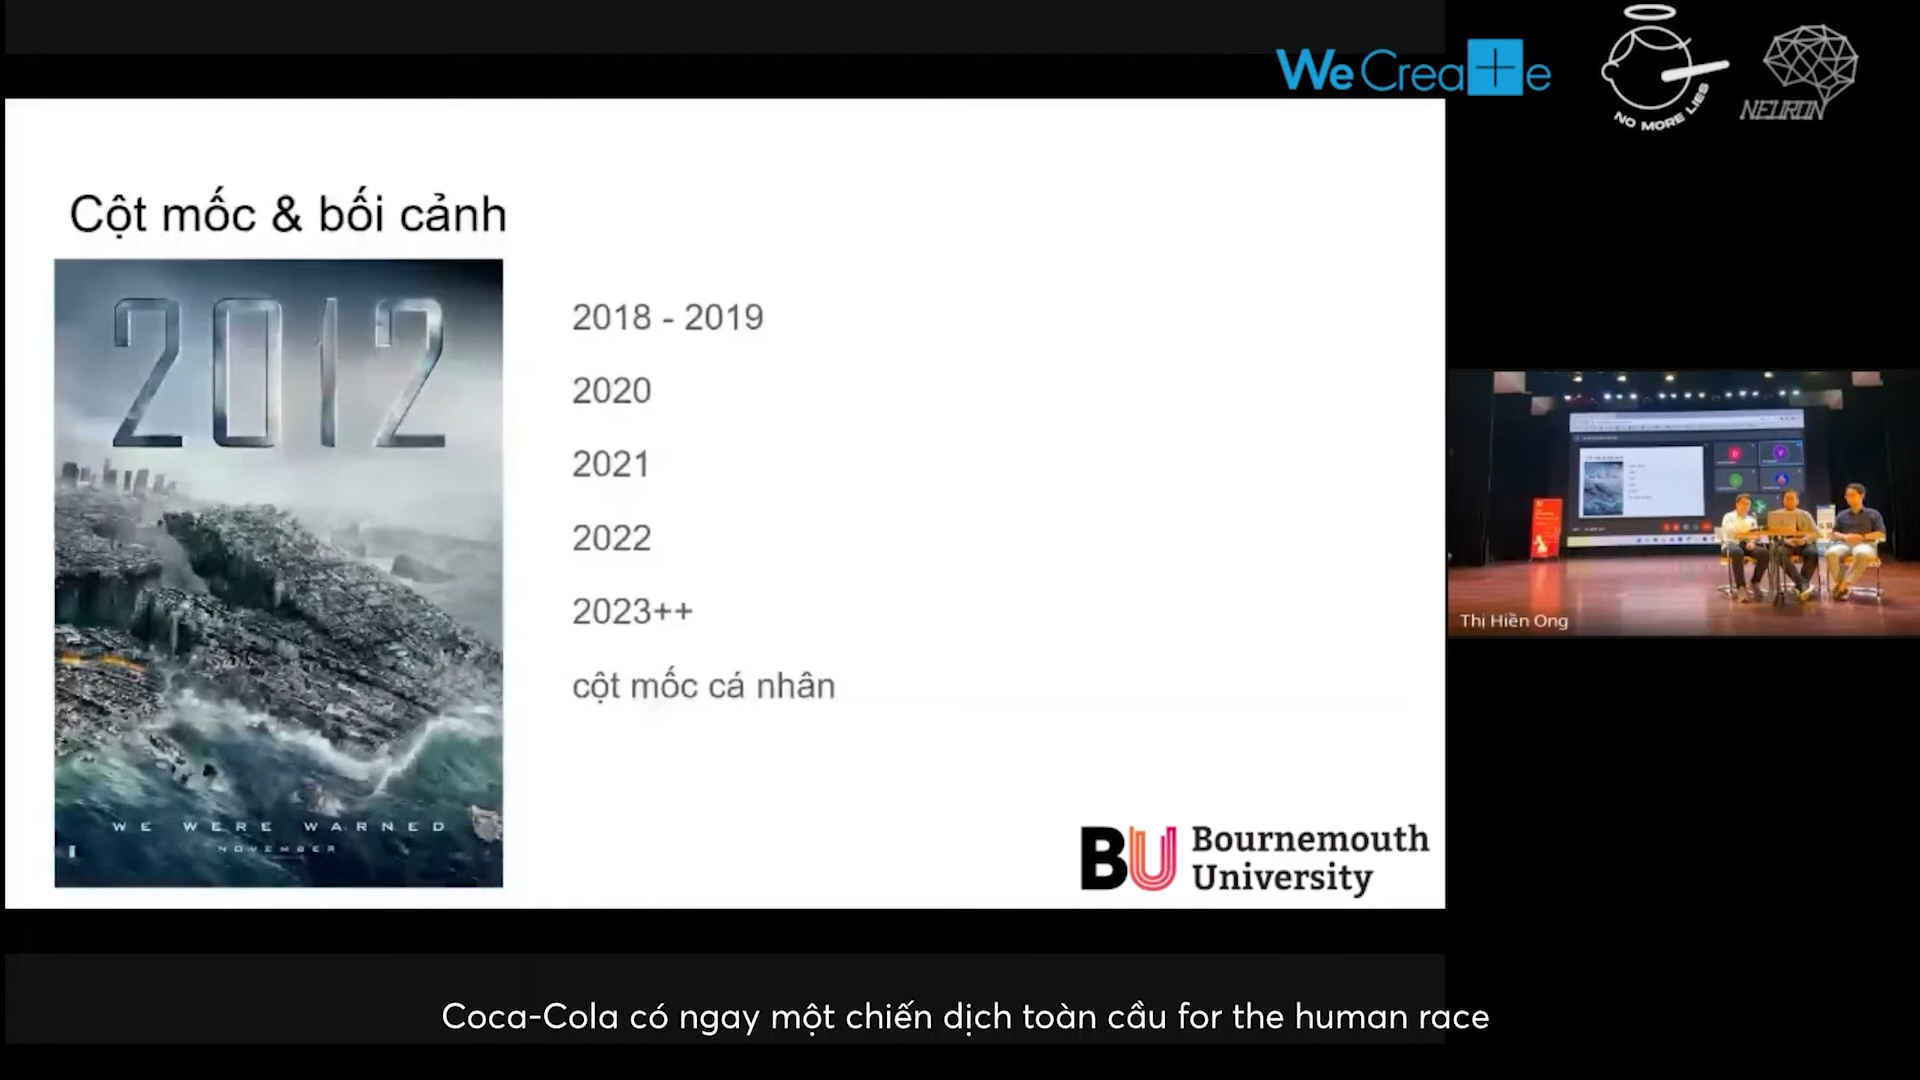 WeCreate
NO MORE LIES
NEURON
Cột mốc & bối cảnh
2012
WE WERE WARNED
NOVEMBER
2018 - 2019
2020
2021
2022
2023++
cột mốc cá nhân
BU Bournemouth
University
Thị Hiền Ong
Coca-Cola có ngay một chiến dịch toàn cầu for the human race